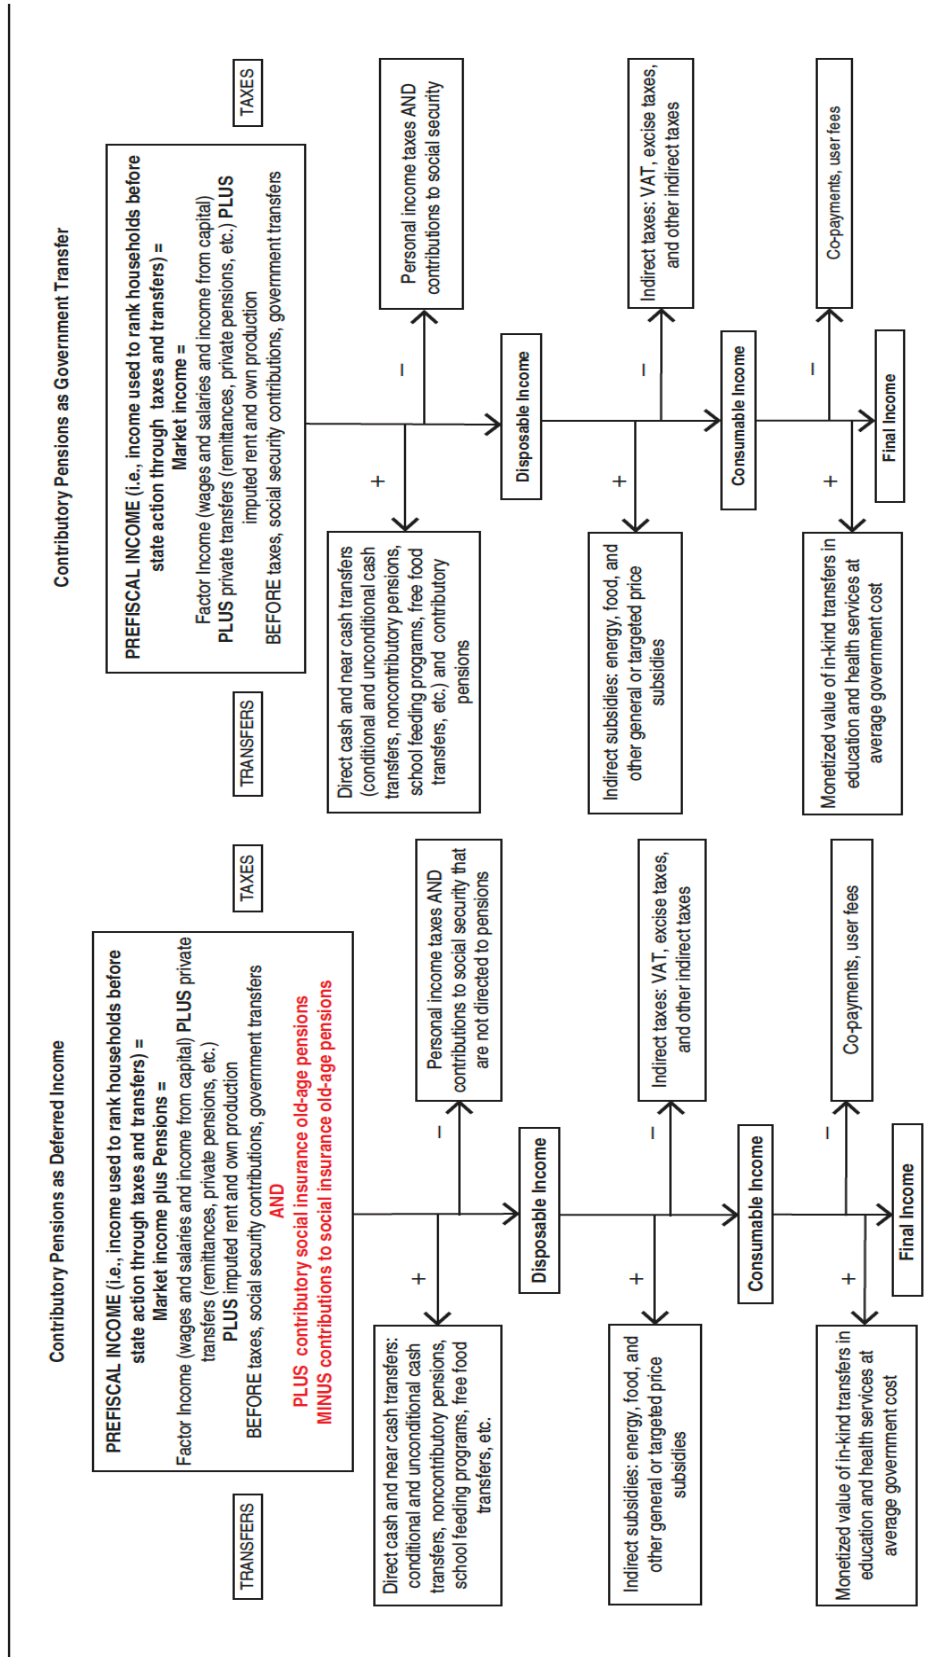 Contributory Pensions as Deferred Income
PREFISCAL INCOME (i.e., income used to rank households before
state action through taxes and transfers) =
Market income plus Pensions =
Factor Income (wages and salaries and income from capital) PLUS private
transfers (remittances, private pensions, etc.)
PLUS imputed rent and own production
BEFORE taxes, social security contributions, government transfers
AND
PLUS contributory social insurance old-age pensions
MINUS contributions to social insurance old-age pensions
TRANSFERS
TAXES
Direct cash and near cash transfers:
conditional and unconditional cash
transfers, noncontributory pensions,
school feeding programs, free food
transfers, etc.
+
–
Personal income taxes AND
contributions to social security that
are not directed to pensions
Disposable Income
Indirect subsidies: energy, food, and
other general or targeted price
subsidies
+
–
Indirect taxes: VAT, excise taxes,
and other indirect taxes
Consumable Income
Monetized value of in-kind transfers in
education and health services at
average government cost
+
–
Co-payments, user fees
Final Income
Contributory Pensions as Government Transfer
PREFISCAL INCOME (i.e., income used to rank households before
state action through taxes and transfers) =
Market income =
Factor Income (wages and salaries and income from capital)
PLUS private transfers (remittances, private pensions, etc.) PLUS
imputed rent and own production
BEFORE taxes, social security contributions, government transfers
TRANSFERS
TAXES
Direct cash and near cash transfers
(conditional and unconditional cash
transfers, noncontributory pensions,
school feeding programs, free food
transfers, etc.) and contributory
pensions
+
–
Personal income taxes AND
contributions to social security
Disposable Income
Indirect subsidies: energy, food, and
other general or targeted price
subsidies
+
–
Indirect taxes: VAT, excise taxes,
and other indirect taxes
Consumable Income
Monetized value of in-kind transfers in
education and health services at
average government cost
+
–
Co-payments, user fees
Final Income